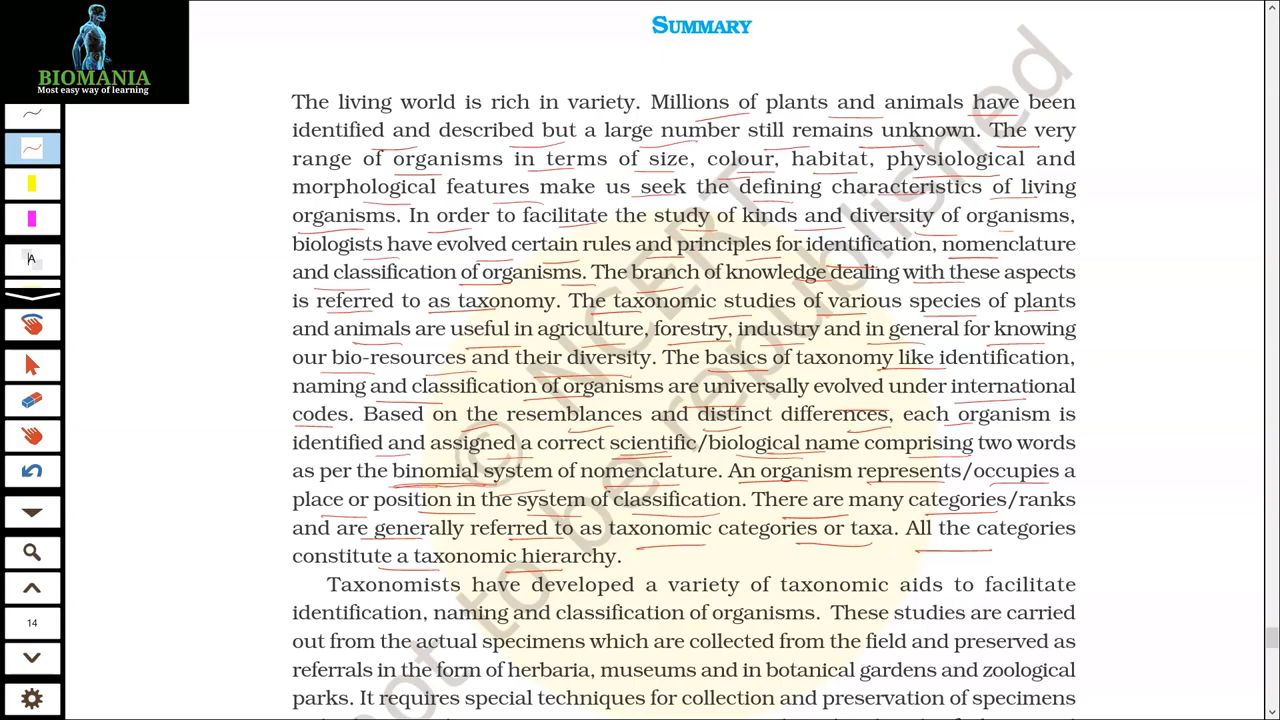 SUMMARY
BIOMANIA
Most easy way of learning
The living world is rich in variety. Millions of plants and animals have been
identified and described but a large number still remains unknown. The very
range of organisms in terms of size, colour, habitat, physiological and
morphological features make us seek the defining characteristics of living
organisms. In order to facilitate the study of kinds and diversity of organisms,
biologists have evolved certain rules and principles for identification, nomenclature
and classification of organisms. The branch of knowledge dealing with these aspects
is referred to as taxonomy. The taxonomic studies of various species of plants
and animals are useful in agriculture, forestry, industry and in general for knowing
our bio-resources and their diversity. The basics of taxonomy like identification,
naming and classification of organisms are universally evolved under international
codes. Based on the resemblances and distinct differences, each organism is
identified and assigned a correct scientific/biological name comprising two words
as per the binomial system of nomenclature. An organism represents/occupies a
place or position in the system of classification. There are many categories/ranks
and are generally referred to as taxonomic categories or taxa. All the categories
constitute a taxonomic hierarchy.
Taxonomists have developed a variety of taxonomic aids to facilitate
identification, naming and classification of organisms. These studies are carried
out from the actual specimens which are collected from the field and preserved as
referrals in the form of herbaria, museums and in botanical gardens and zoological
parks. It requires special techniques for collection and preservation of specimens
© NCERT
not to be republished
A
14